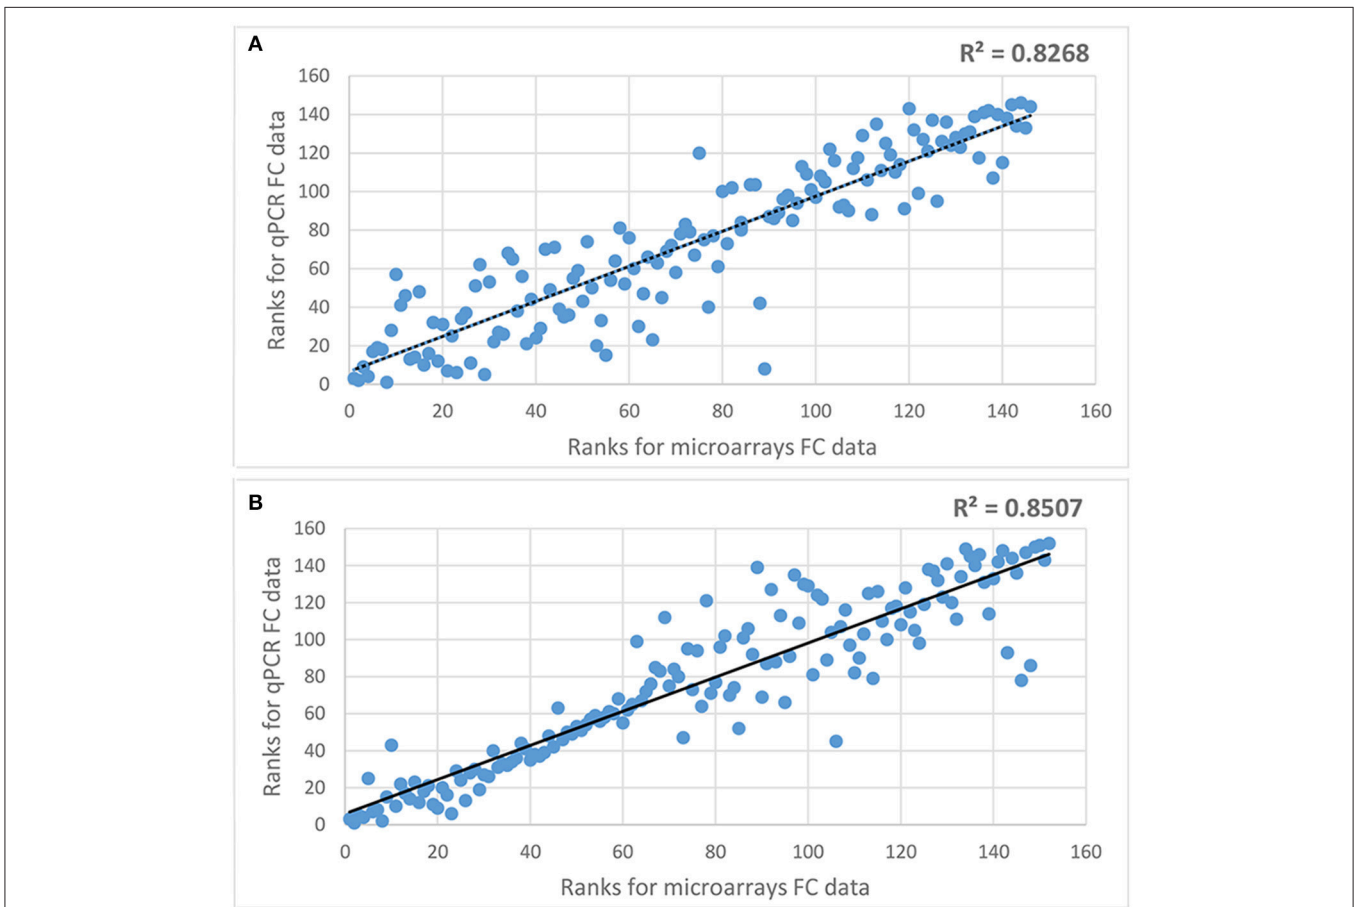 A
R² = 0.8268
160
140
120
100
80
60
40
20
0
Ranks for qPCR FC data
0 20 40 60 80 100 120 140 160
Ranks for microarrays FC data
B
R² = 0.8507
160
140
120
100
80
60
40
20
0
Ranks for qPCR FC data
0 20 40 60 80 100 120 140 160
Ranks for microarrays FC data